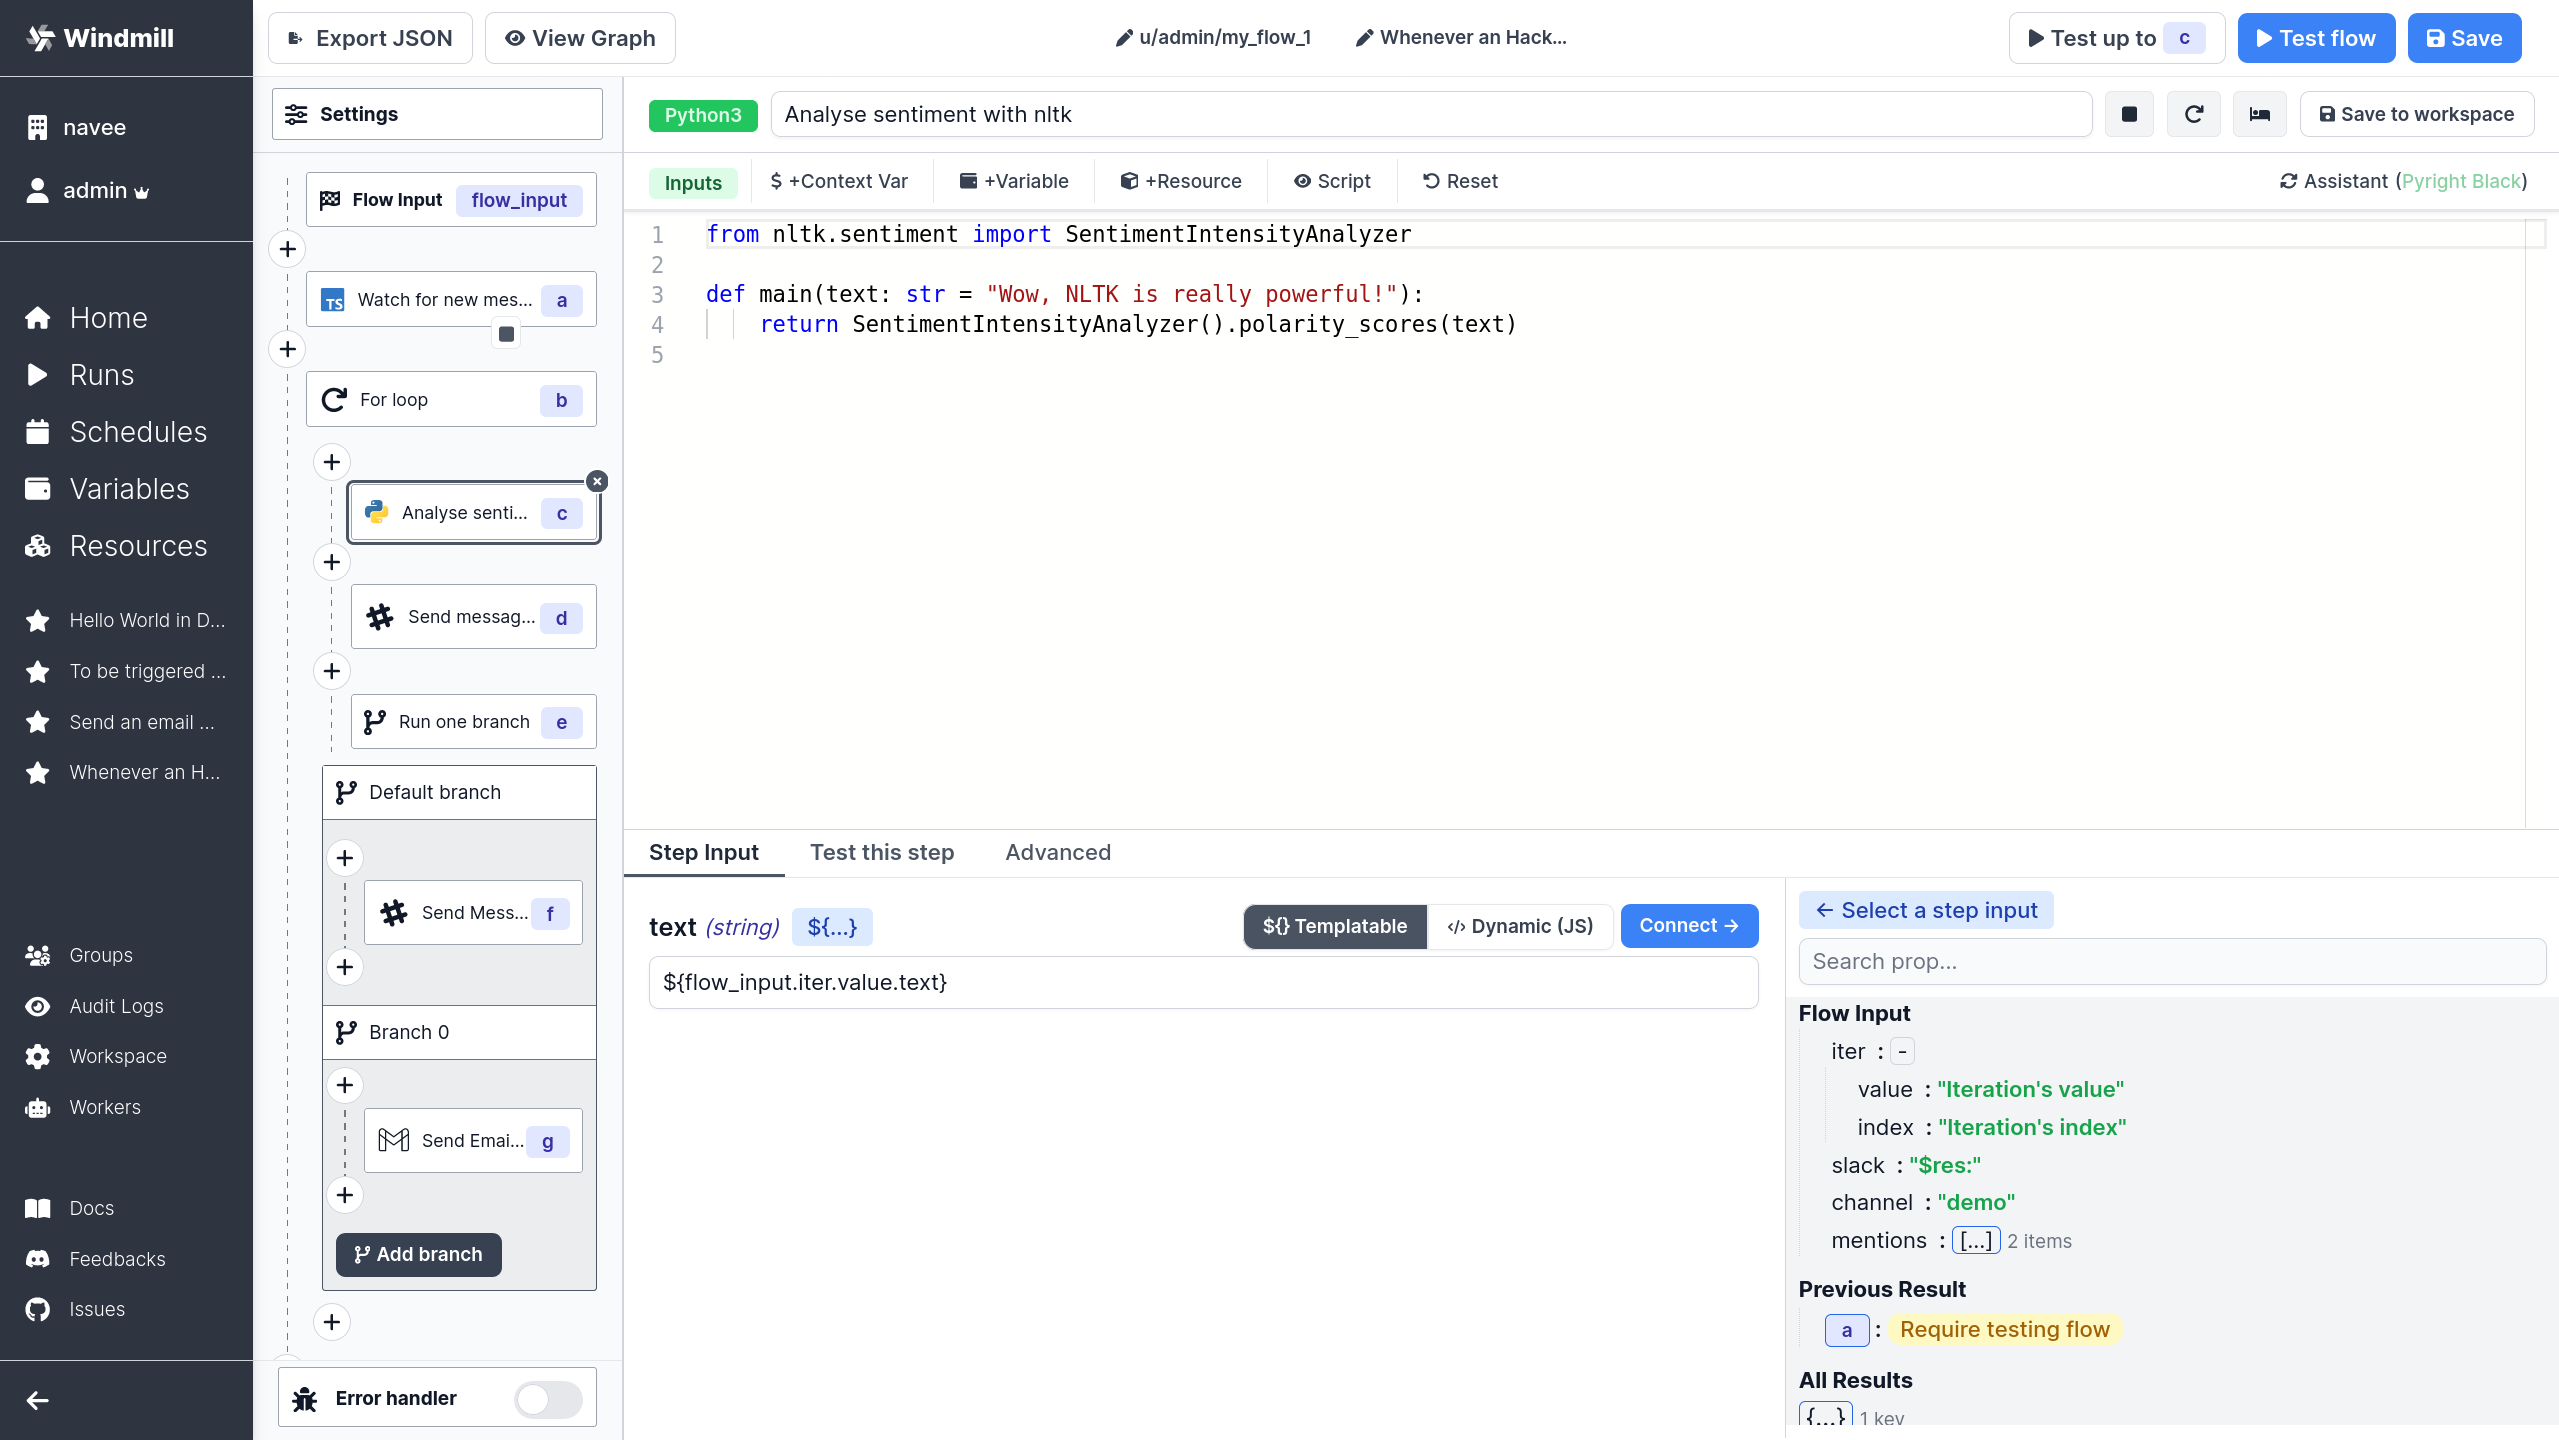 Windmill
navee
admin
Home
Runs
Schedules
Variables
Resources
Hello World in D...
To be triggered ...
Send an email ...
Whenever an H...
Groups
Audit Logs
Workspace
Workers
Docs
Feedbacks
Issues
Export JSON
View Graph
u/admin/my_flow_1
Whenever an Hack...
Test up to c
Test flow
Save
Settings
Flow Input flow_input
TS Watch for new mes... a
For loop b
Analyse senti... c
Send messag... d
Run one branch e
Default branch
Send Mess... f
Branch 0
Send Emai... g
Add branch
Error handler
Python3
Analyse sentiment with nltk
Save to workspace
Inputs
$ +Context Var
+Variable
+Resource
Script
Reset
Assistant (Pyright Black)
1 from nltk.sentiment import SentimentIntensityAnalyzer
2
3 def main(text: str = "Wow, NLTK is really powerful!"):
4 return SentimentIntensityAnalyzer().polarity_scores(text)
5
Step Input
Test this step
Advanced
text (string) ${...}
${} Templatable
Dynamic (JS)
Connect →
${flow_input.iter.value.text}
← Select a step input
Search prop...
Flow Input
iter : -
value : "Iteration's value"
index : "Iteration's index"
slack : "$res:"
channel : "demo"
mentions : [...] 2 items
Previous Result
a : Require testing flow
All Results
{...} 1 key